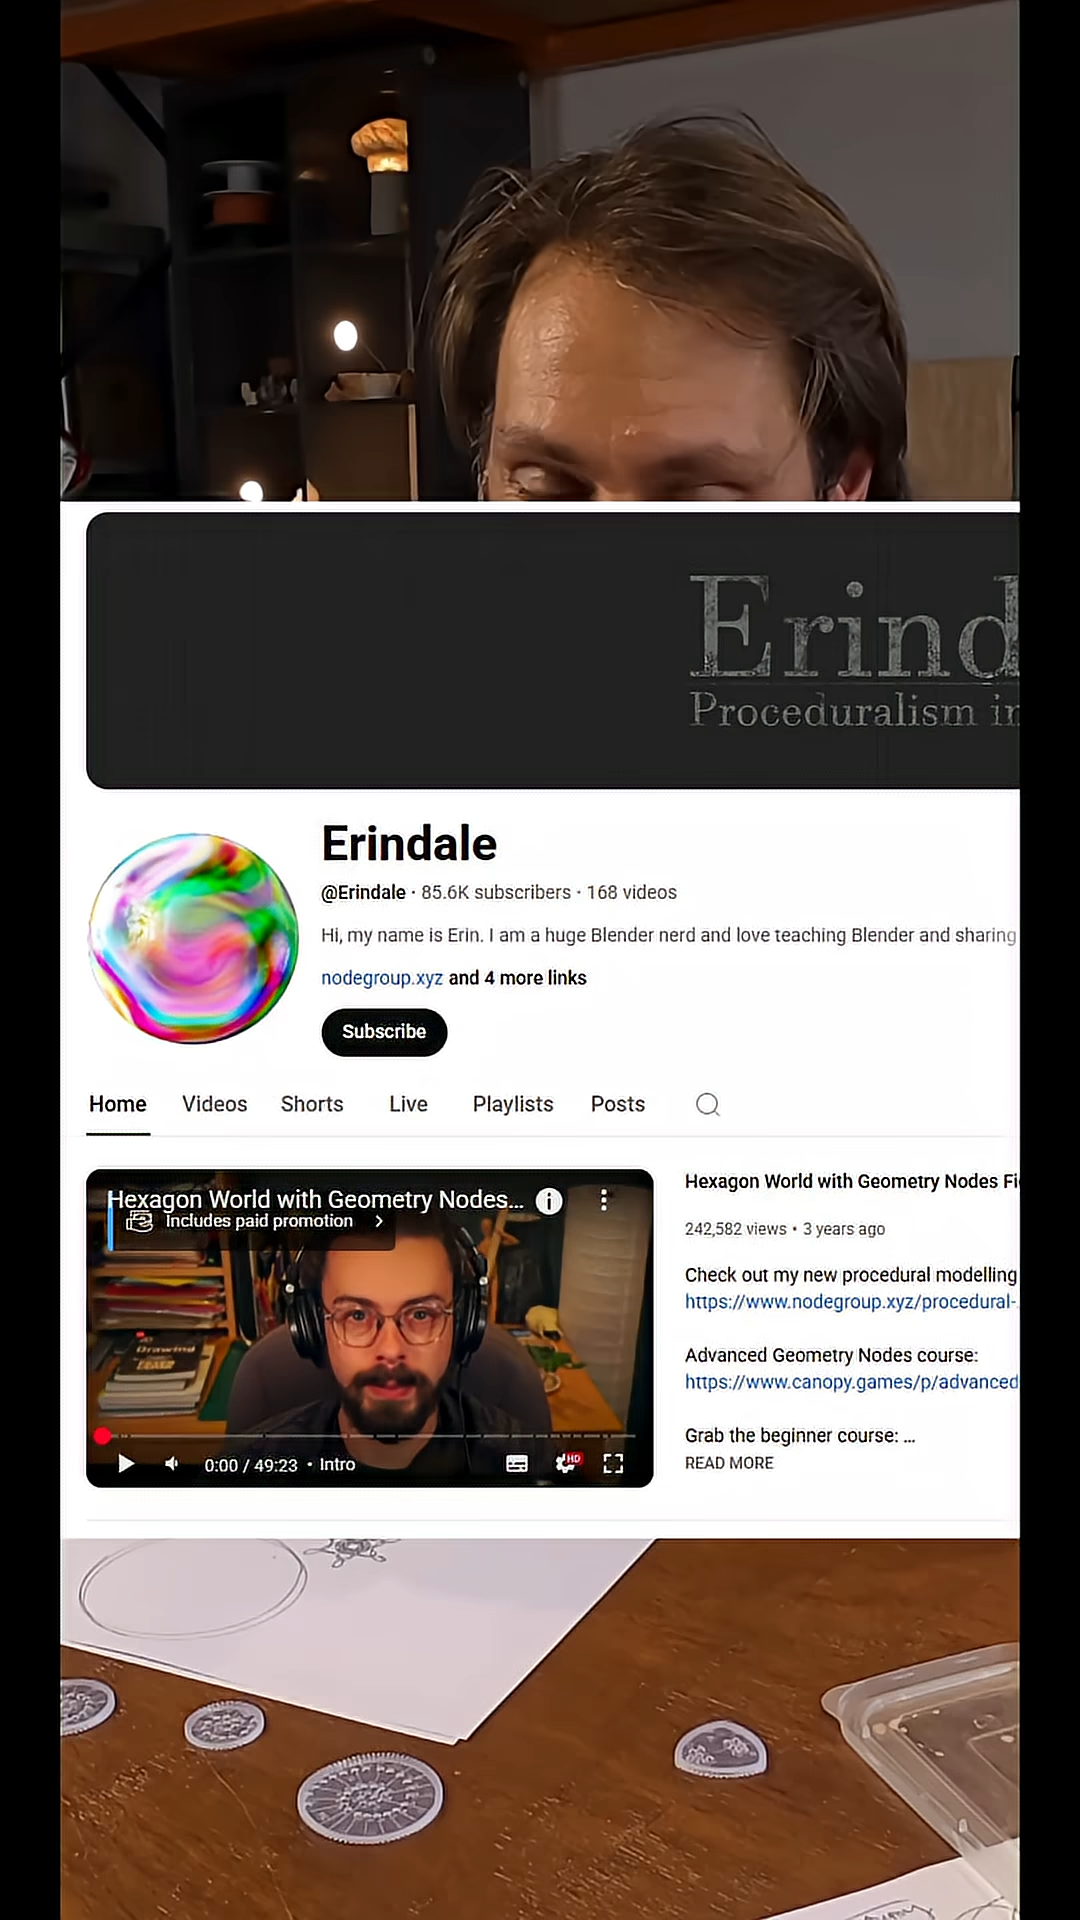 Erind
Proceduralism in
Erindale
@Erindale · 85.6K subscribers · 168 videos
Hi, my name is Erin. I am a huge Blender nerd and love teaching Blender and sharing
nodegroup.xyz and 4 more links
Subscribe
Home Videos Shorts Live Playlists Posts
Hexagon World with Geometry Nodes...
Includes paid promotion
Drawing
0:00 / 49:23 • Intro
HD
Hexagon World with Geometry Nodes Fi
242,582 views • 3 years ago
Check out my new procedural modelling
https://www.nodegroup.xyz/procedural-
Advanced Geometry Nodes course:
https://www.canopy.games/p/advanced
Grab the beginner course: ...
READ MORE